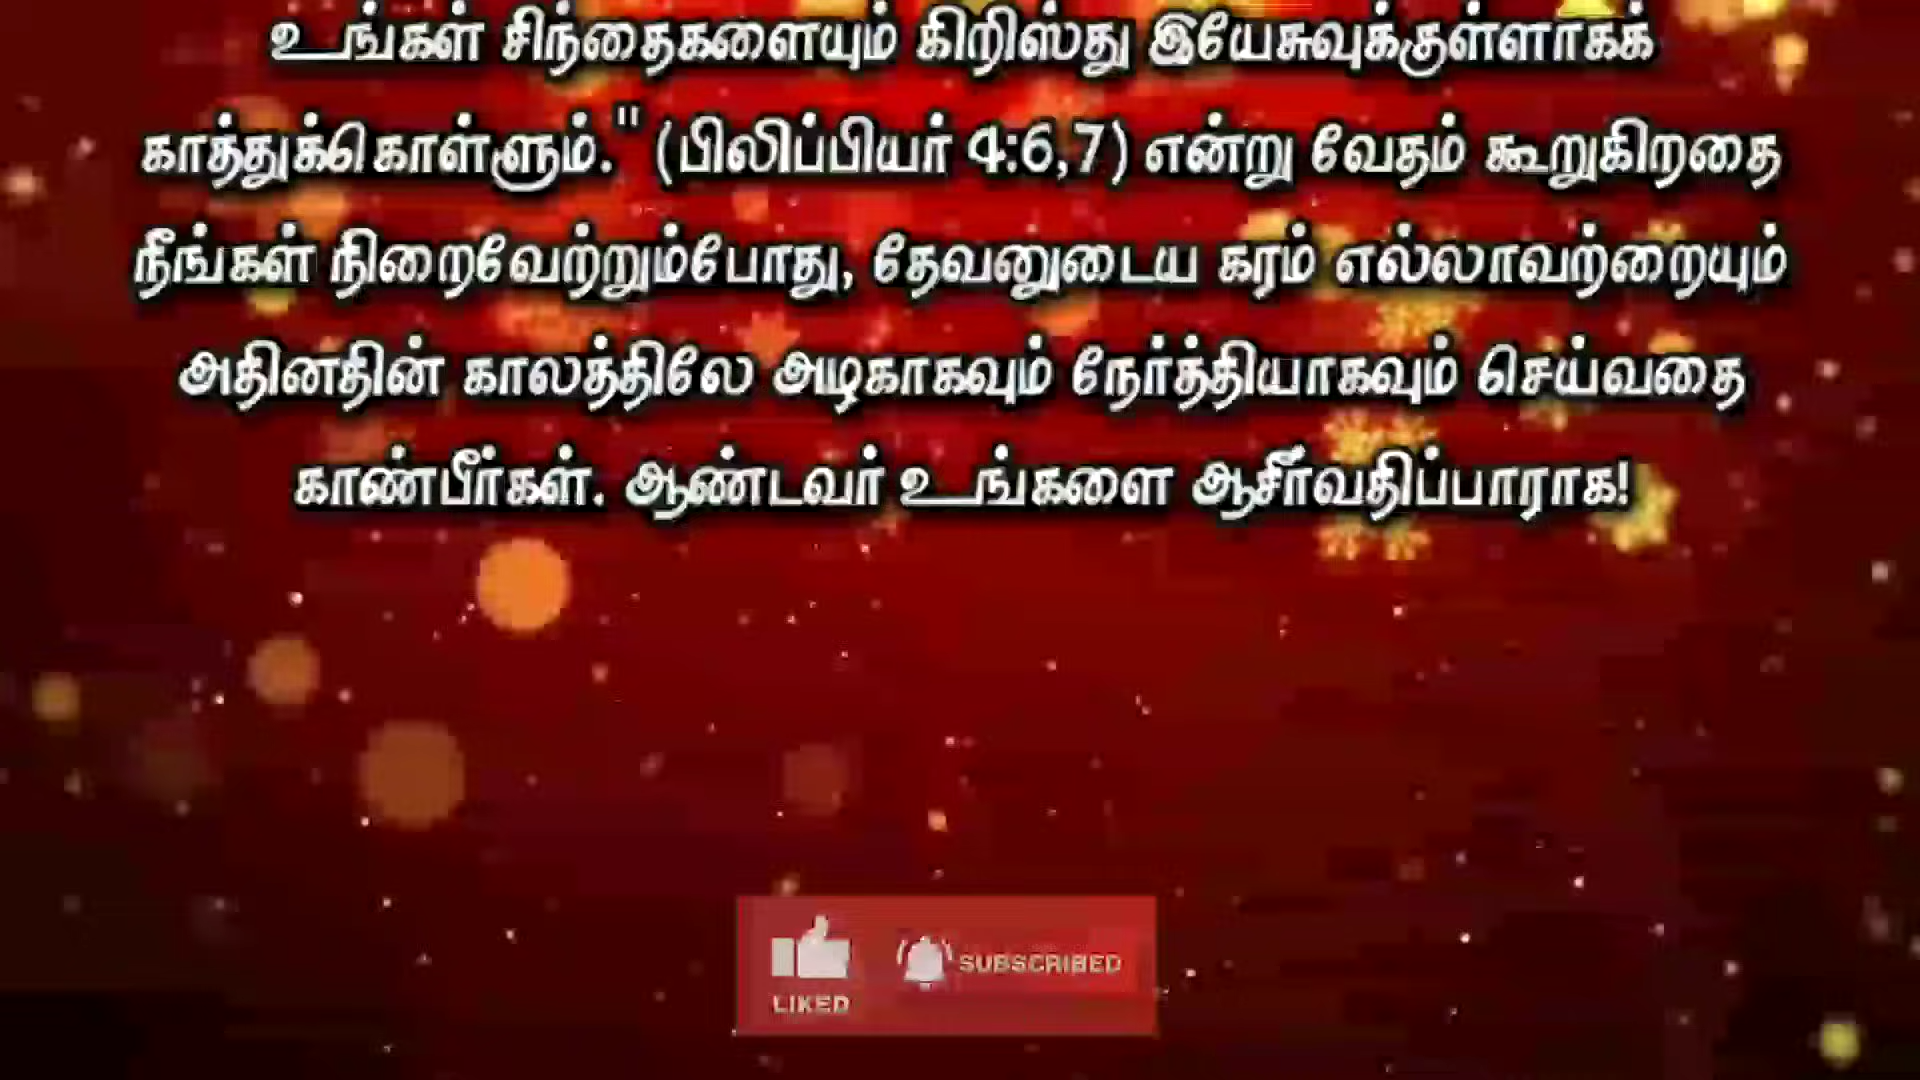 உங்கள் சிந்தைகளையும் கிறிஸ்து இயேசுவுக்குள்ளாகக்
காத்துக்கொள்ளும்." (பிலிப்பியர் 4:6,7) என்று வேதம் கூறுகிறதை
நீங்கள் நிறைவேற்றும்போது, தேவனுடைய கரம் எல்லாவற்றையும்
அதினதின் காலத்திலே அழகாகவும் நேர்த்தியாகவும் செய்வதை
காண்பீர்கள். ஆண்டவர் உங்களை ஆசீர்வதிப்பாராக!
SUBSCRIBED
LIKED